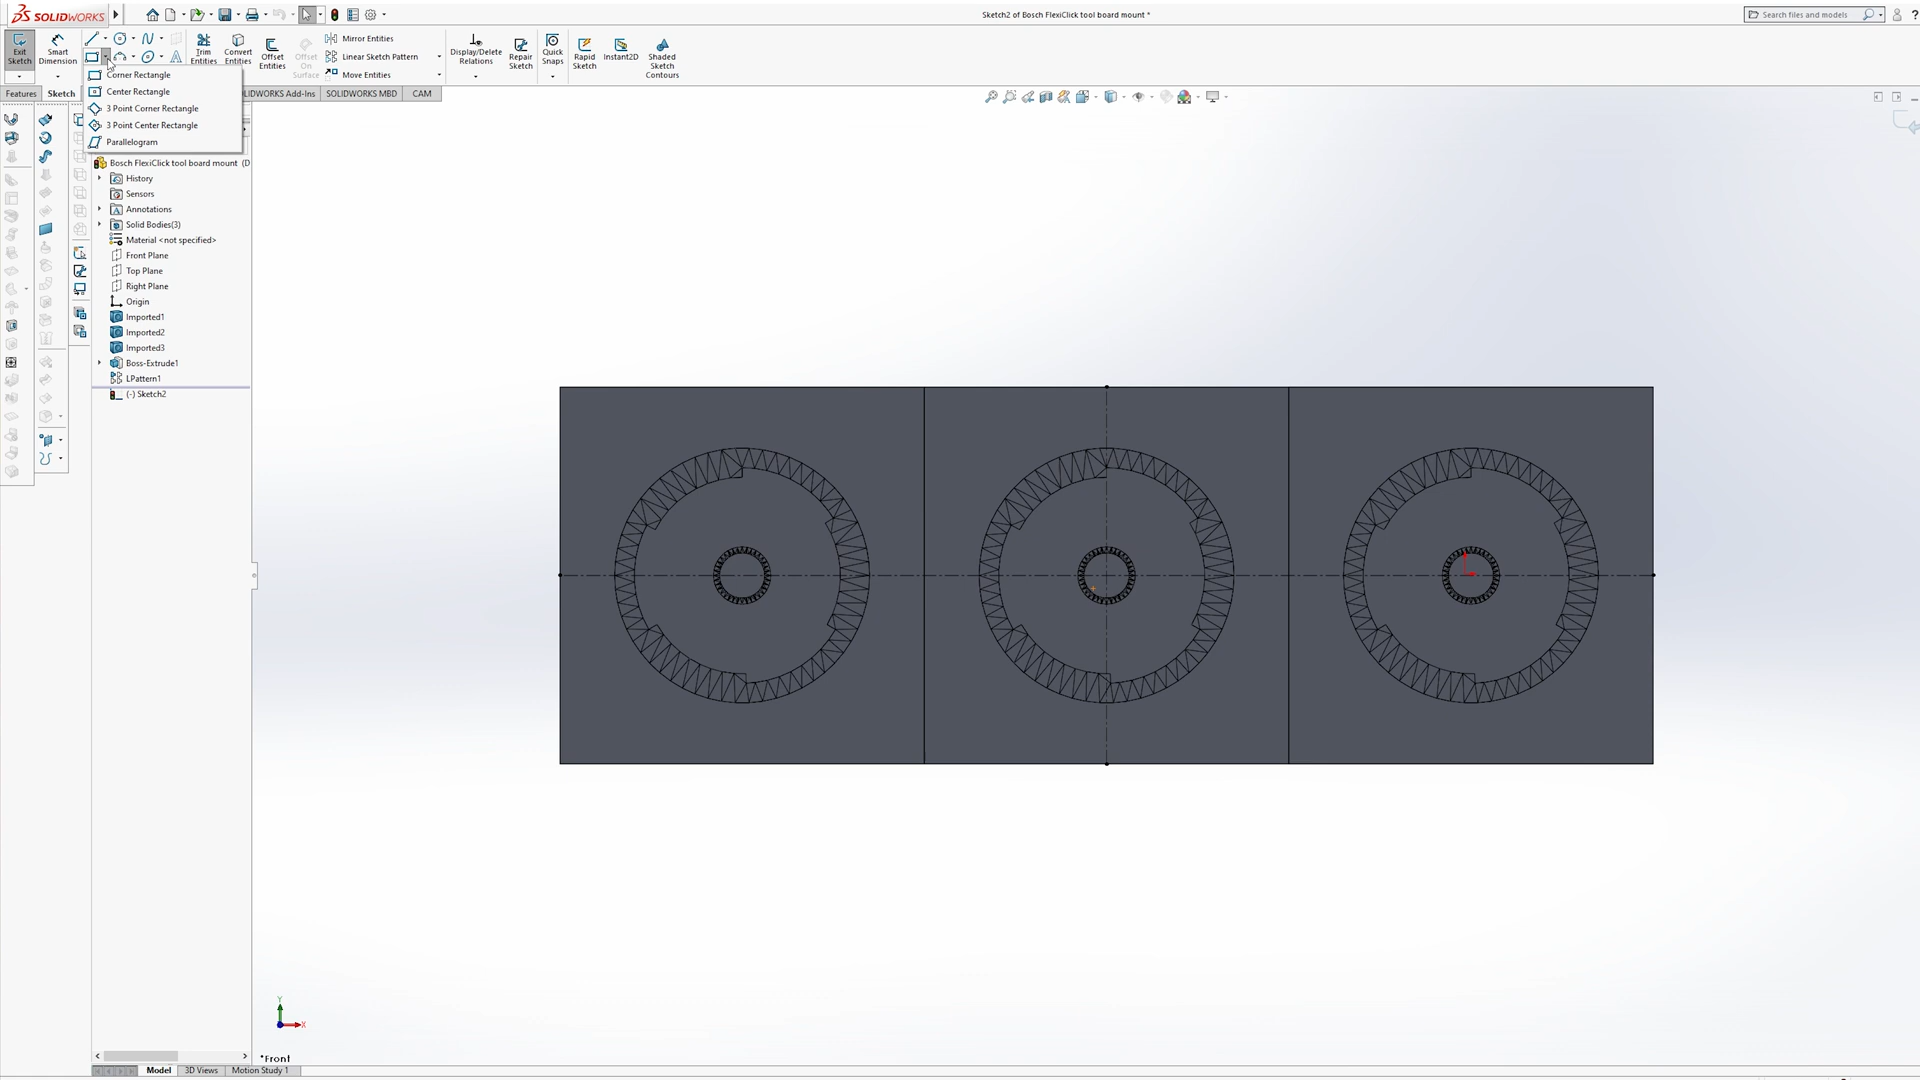 SOLIDWORKS
Sketch2 of Bosch FlexiClick tool board mount *
Search files and models
?
Exit Sketch
Smart Dimension
Trim Entities
Convert Entities
Offset Entities
Offset On Surface
Mirror Entities
Linear Sketch Pattern
Move Entities
Display/Delete Relations
Repair Sketch
Quick Snaps
Rapid Sketch
Instant2D
Shaded Sketch Contours
Corner Rectangle
Center Rectangle
3 Point Corner Rectangle
3 Point Center Rectangle
Parallelogram
Features
Sketch
OLIDWORKS Add-Ins
SOLIDWORKS MBD
CAM
Bosch FlexiClick tool board mount (D
History
Sensors
Annotations
Solid Bodies(3)
Material <not specified>
Front Plane
Top Plane
Right Plane
Origin
Imported1
Imported2
Imported3
Boss-Extrude1
LPattern1
(-) Sketch2
Y
X
*Front
Model
3D Views
Motion Study 1